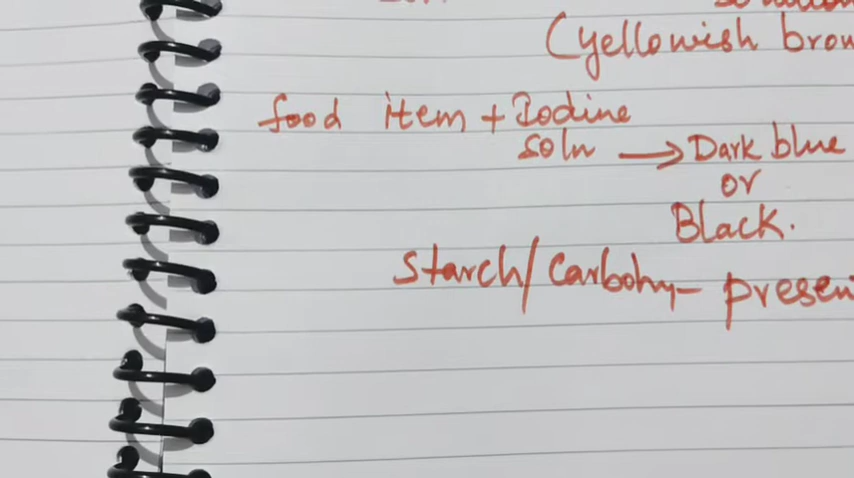 (Yellowish brow
food item + Iodine
soln → Dark blue
or
Black.
Starch/Carbohy- presen